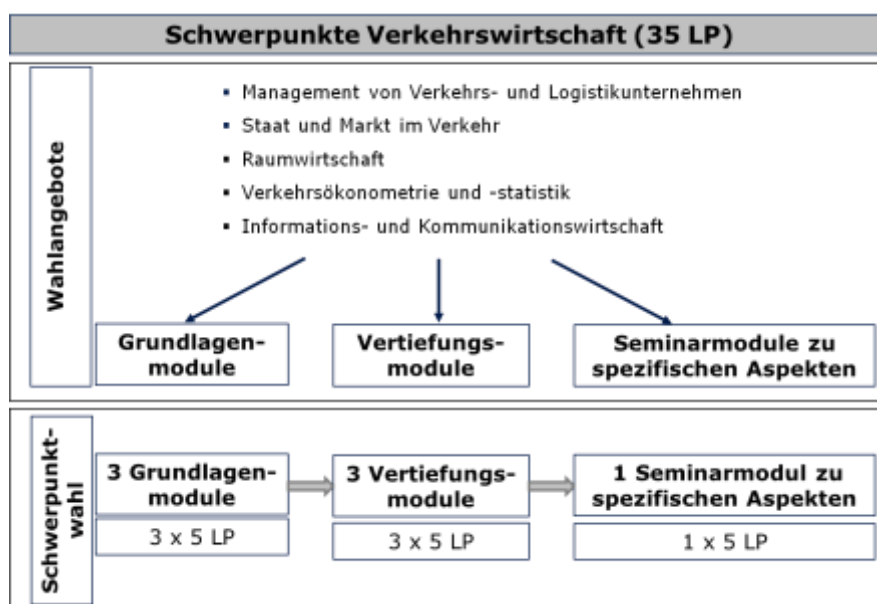 Schwerpunkte Verkehrswirtschaft (35 LP)
Wahlangebote
▪ Management von Verkehrs- und Logistikunternehmen
▪ Staat und Markt im Verkehr
▪ Raumwirtschaft
▪ Verkehrsökonometrie und -statistik
▪ Informations- und Kommunikationswirtschaft
Grundlagen-
module
Vertiefungs-
module
Seminarmodule zu
spezifischen Aspekten
Schwerpunkt-
wahl
3 Grundlagen-
module
3 x 5 LP
3 Vertiefungs-
module
3 x 5 LP
1 Seminarmodul zu
spezifischen Aspekten
1 x 5 LP